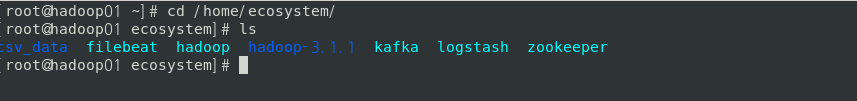 [root@hadoop01 ~]# cd /home/ecosystem/
[root@hadoop01 ecosystem]# ls
csv_data filebeat hadoop hadoop-3.1.1 kafka logstash zookeeper
[root@hadoop01 ecosystem]#